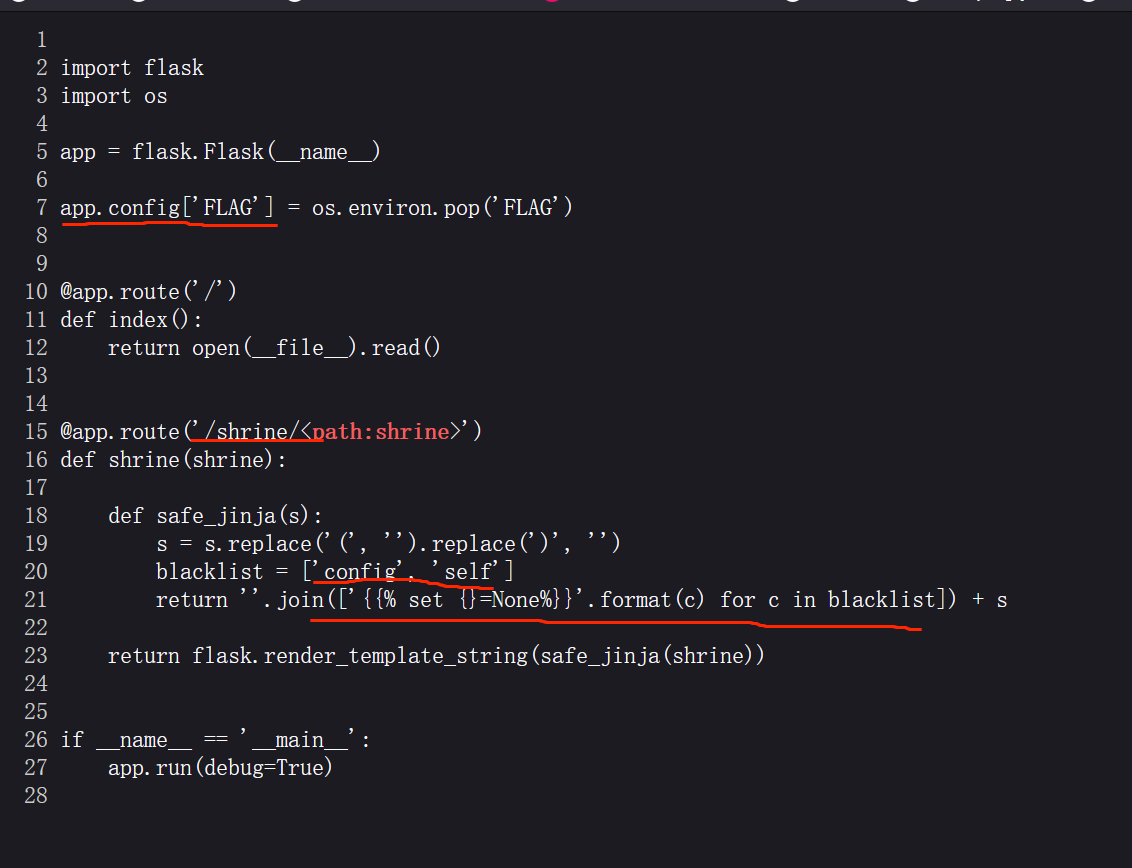 1
2 import flask
3 import os
4
5 app = flask.Flask(__name__)
6
7 app.config['FLAG'] = os.environ.pop('FLAG')
8
9
10 @app.route('/')
11 def index():
12     return open(__file__).read()
13
14
15 @app.route('/shrine/<path:shrine>')
16 def shrine(shrine):
17
18     def safe_jinja(s):
19         s = s.replace('(', '').replace(')', '')
20         blacklist = ['config', 'self']
21         return ''.join(['{{% set {}=None%}}'.format(c) for c in blacklist]) + s
22
23     return flask.render_template_string(safe_jinja(shrine))
24
25
26 if __name__ == '__main__':
27     app.run(debug=True)
28